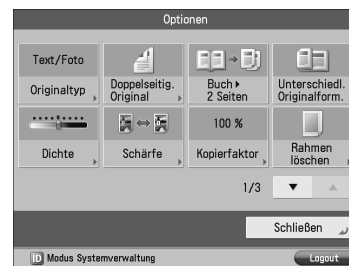 Optionen
Text/Foto
Originaltyp
Doppelseitig.
Original
Buch ▸
2 Seiten
Unterschiedl.
Originalform.
Dichte
Schärfe
100 %
Kopierfaktor
Rahmen
löschen
1/3
Schließen
ID Modus Systemverwaltung
Logout